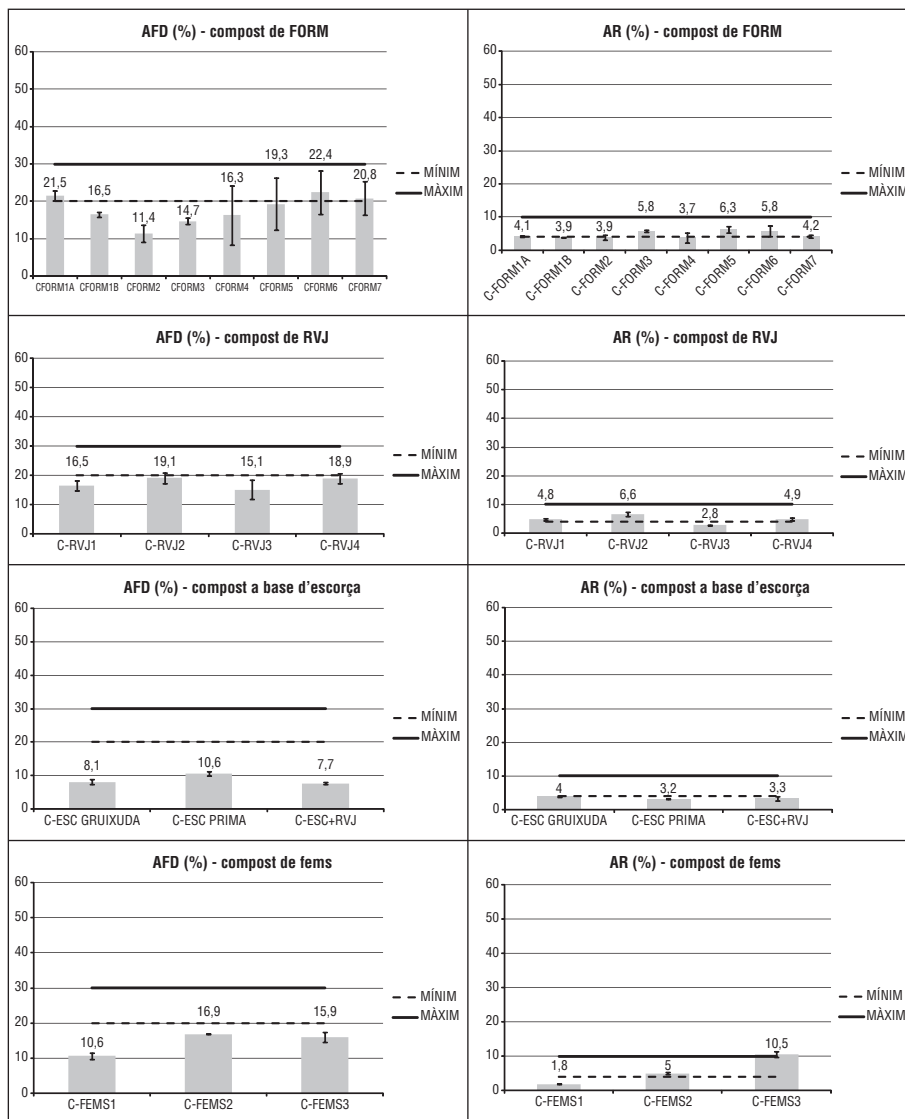 AFD (%) - compost de FORM
60
50
40
30
20
10
0
21,5
16,5
11,4
14,7
16,3
19,3
22,4
20,8
CFORM1A
CFORM1B
CFORM2
CFORM3
CFORM4
CFORM5
CFORM6
CFORM7
MÍNIM
MÀXIM
AR (%) - compost de FORM
60
50
40
30
20
10
0
4,1
3,9
3,9
5,8
3,7
6,3
5,8
4,2
C-FORM1A
C-FORM1B
C-FORM2
C-FORM3
C-FORM4
C-FORM5
C-FORM6
C-FORM7
MÍNIM
MÀXIM
AFD (%) - compost de RVJ
60
50
40
30
20
10
0
16,5
19,1
15,1
18,9
C-RVJ1
C-RVJ2
C-RVJ3
C-RVJ4
MÍNIM
MÀXIM
AR (%) - compost de RVJ
60
50
40
30
20
10
0
4,8
6,6
2,8
4,9
C-RVJ1
C-RVJ2
C-RVJ3
C-RVJ4
MÍNIM
MÀXIM
AFD (%) - compost a base d'escorça
60
50
40
30
20
10
0
8,1
10,6
7,7
C-ESC GRUIXUDA
C-ESC PRIMA
C-ESC+RVJ
MÍNIM
MÀXIM
AR (%) - compost a base d'escorça
60
50
40
30
20
10
0
4
3,2
3,3
C-ESC GRUIXUDA
C-ESC PRIMA
C-ESC+RVJ
MÍNIM
MÀXIM
AFD (%) - compost de fems
60
50
40
30
20
10
0
10,6
16,9
15,9
C-FEMS1
C-FEMS2
C-FEMS3
MÍNIM
MÀXIM
AR (%) - compost de fems
60
50
40
30
20
10
0
1,8
5
10,5
C-FEMS1
C-FEMS2
C-FEMS3
MÍNIM
MÀXIM